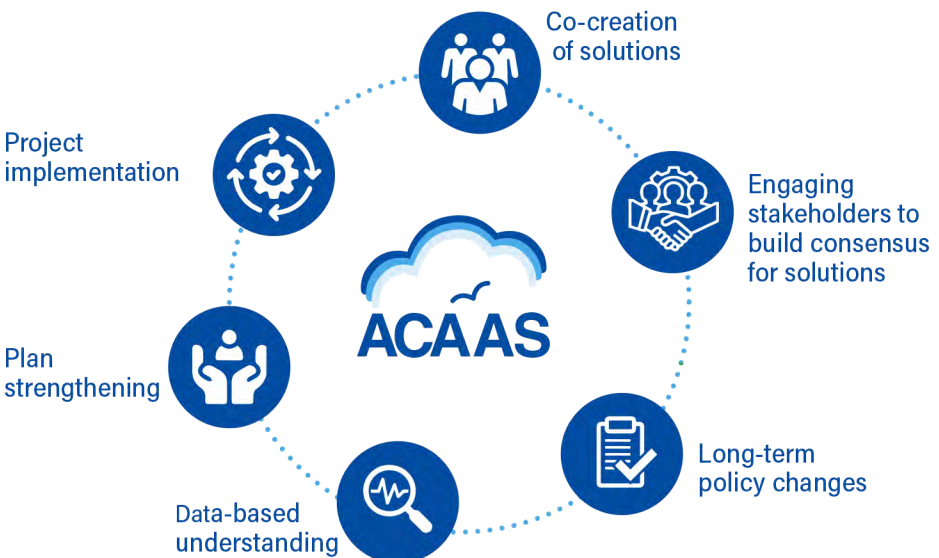 Co-creation
of solutions
Engaging
stakeholders to
build consensus
for solutions
Long-term
policy changes
Data-based
understanding
Plan
strengthening
Project
implementation
ACAAS